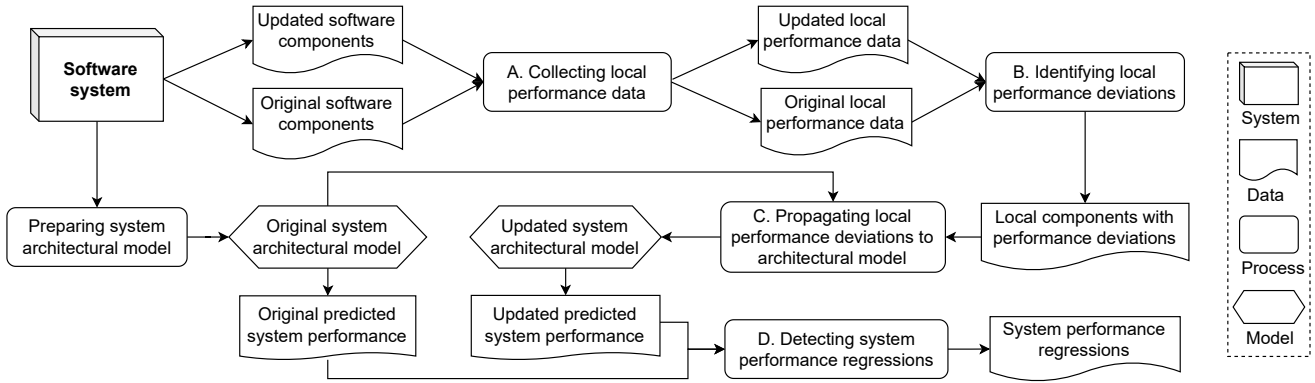 Software
system
Updated software
components
Original software
components
A. Collecting local
performance data
Updated local
performance data
Original local
performance data
B. Identifying local
performance deviations
Preparing system
architectural model
Original system
architectural model
Updated system
architectural model
C. Propagating local
performance deviations to
architectural model
Local components with
performance deviations
Original predicted
system performance
Updated predicted
system performance
D. Detecting system
performance regressions
System performance
regressions
System
Data
Process
Model